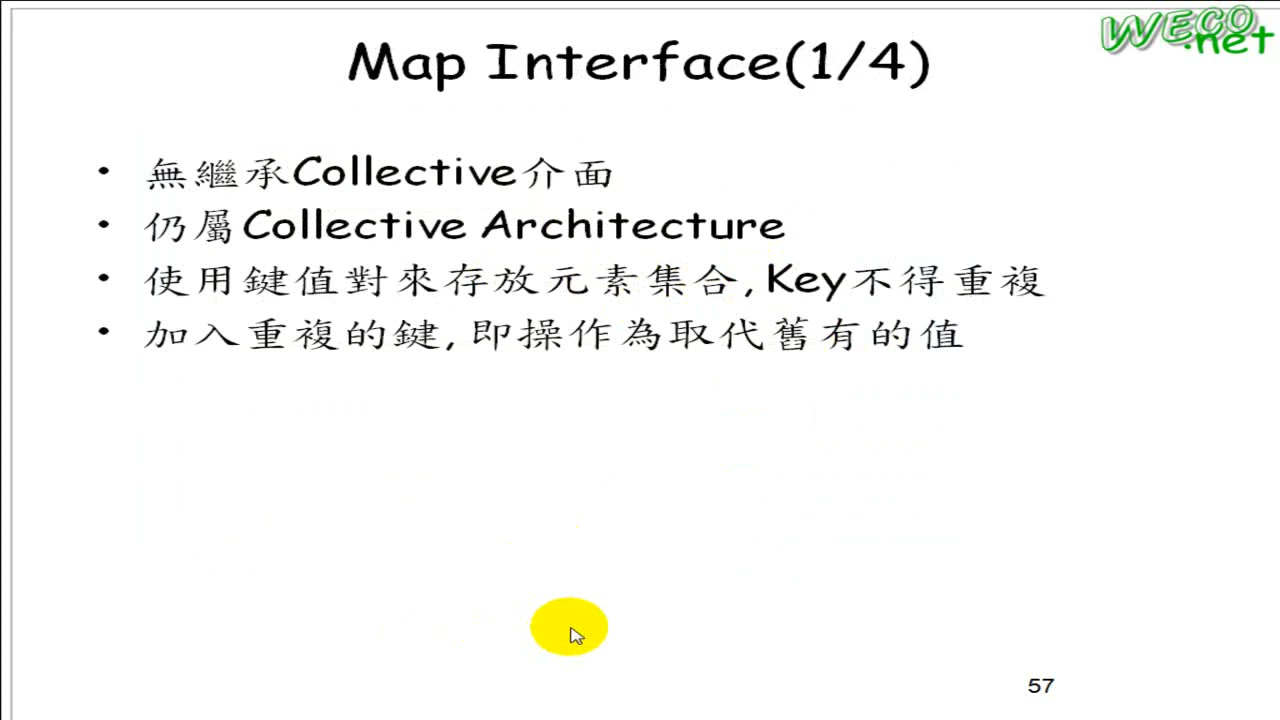 WECO
.net
Map Interface(1/4)
• 無繼承Collective介面
• 仍屬Collective Architecture
• 使用鍵值對來存放元素集合, Key不得重複
• 加入重複的鍵, 即操作為取代舊有的值
57